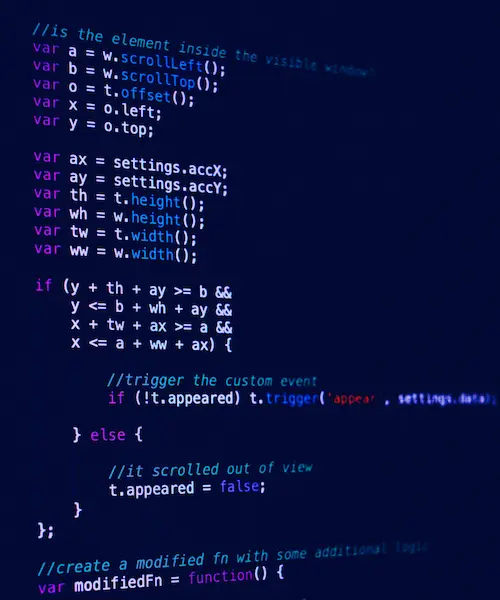 //is the element inside the visible window?
var a = w.scrollLeft();
var b = w.scrollTop();
var o = t.offset();
var x = o.left;
var y = o.top;
var ax = settings.accX;
var ay = settings.accY;
var th = t.height();
var wh = w.height();
var tw = t.width();
var ww = w.width();
if (y + th + ay >= b &&
y <= b + wh + ay &&
x + tw + ax >= a &&
x <= a + ww + ax) {
//trigger the custom event
if (!t.appeared) t.trigger('appear', settings.data);
} else {
//it scrolled out of view
t.appeared = false;
}
};
//create a modified fn with some additional logic
var modifiedFn = function() {